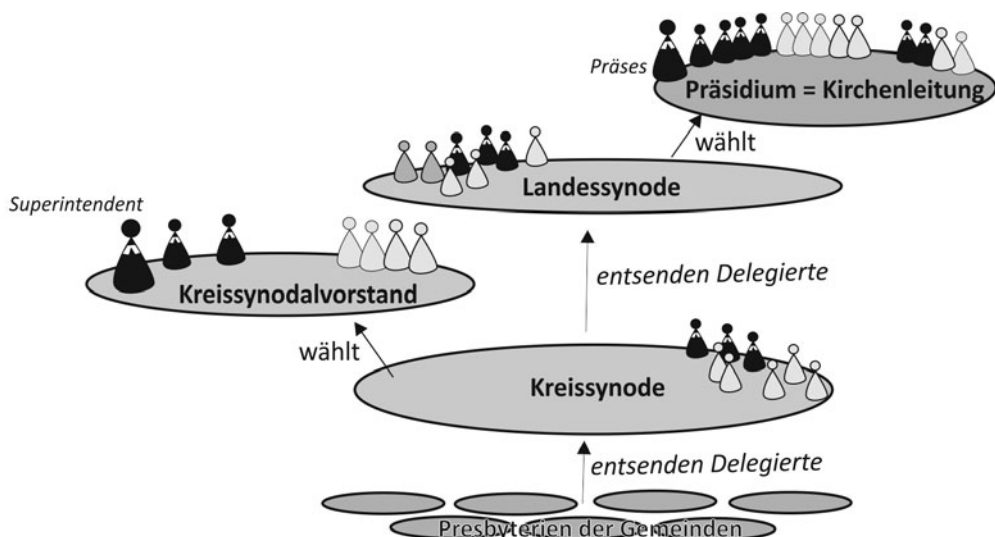 Präses
Präsidium = Kirchenleitung
wählt
Landessynode
Superintendent
entsenden Delegierte
Kreissynodalvorstand
wählt
Kreissynode
entsenden Delegierte
Presbyterien der Gemeinden